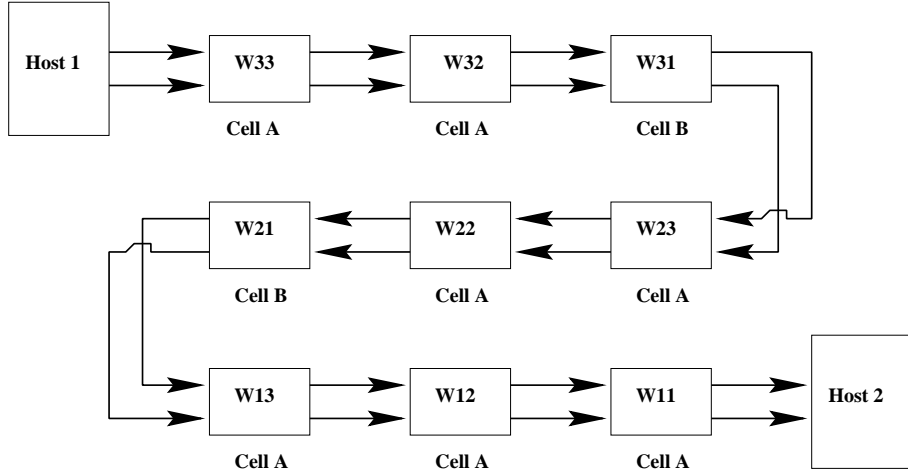 Host 1
W33
W32
W31
Cell A
Cell A
Cell B
W21
W22
W23
Cell B
Cell A
Cell A
W13
W12
W11
Host 2
Cell A
Cell A
Cell A